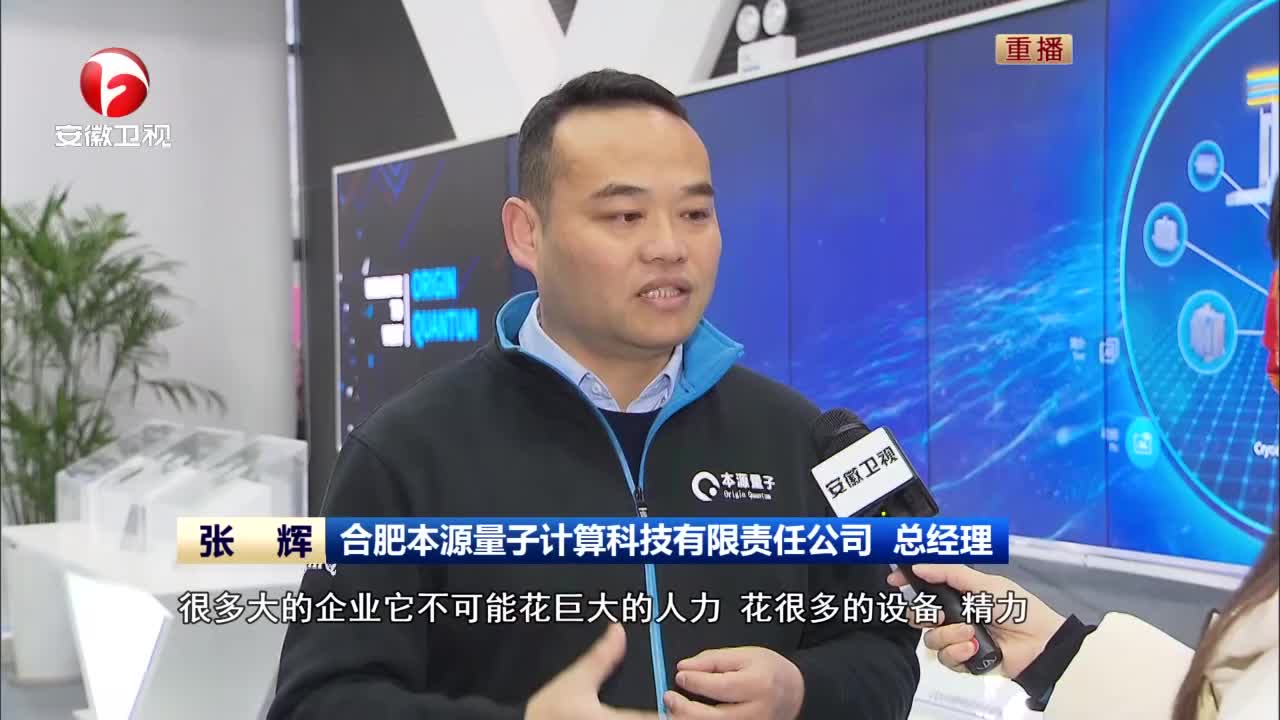 重播
安徽卫视
ORIGIN
TO
QUANTUM
安徽卫视
本源量子
Origin Quantum
张 辉 合肥本源量子计算科技有限责任公司 总经理
很多大的企业它不可能花巨大的人力 花很多的设备 精力